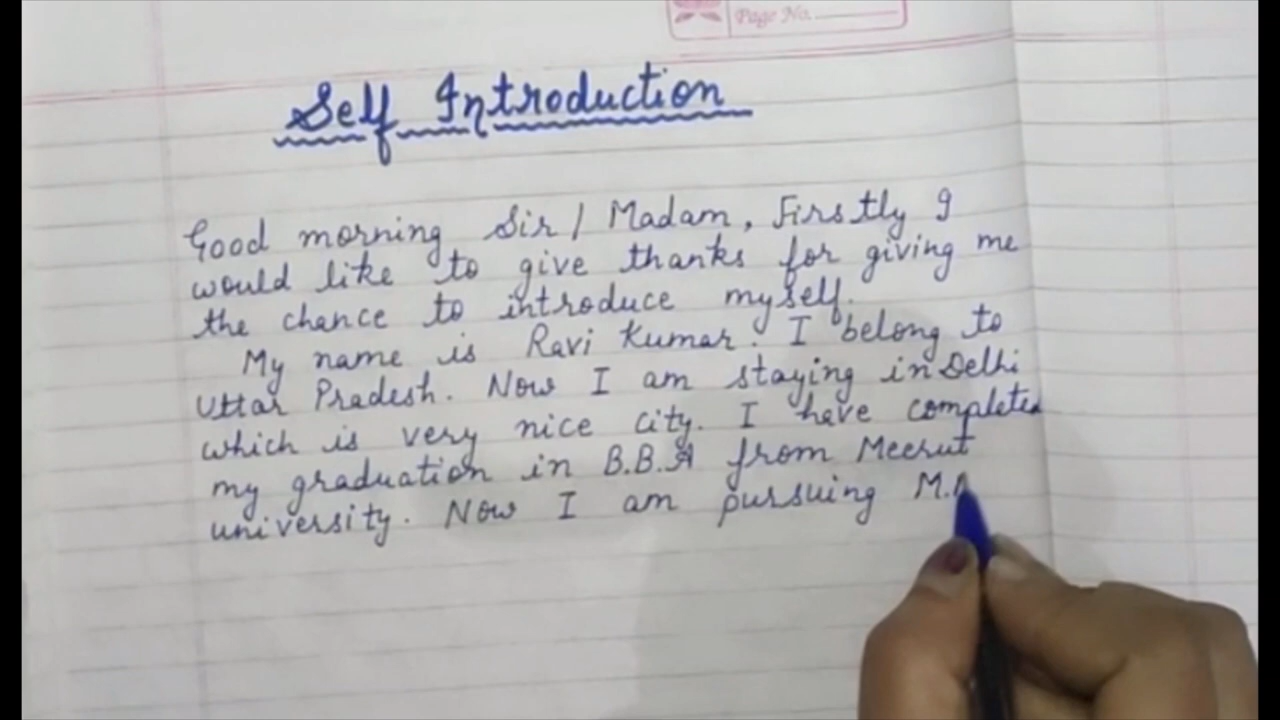 Page No.
Self Introduction
Good morning Sir / Madam, Firstly I
would like to give thanks for giving me
the chance to introduce myself.
My name is Ravi Kumar. I belong to
Uttar Pradesh. Now I am staying in Delhi
which is very nice city. I have completed
my graduation in B.B.A from Meerut
university. Now I am pursuing